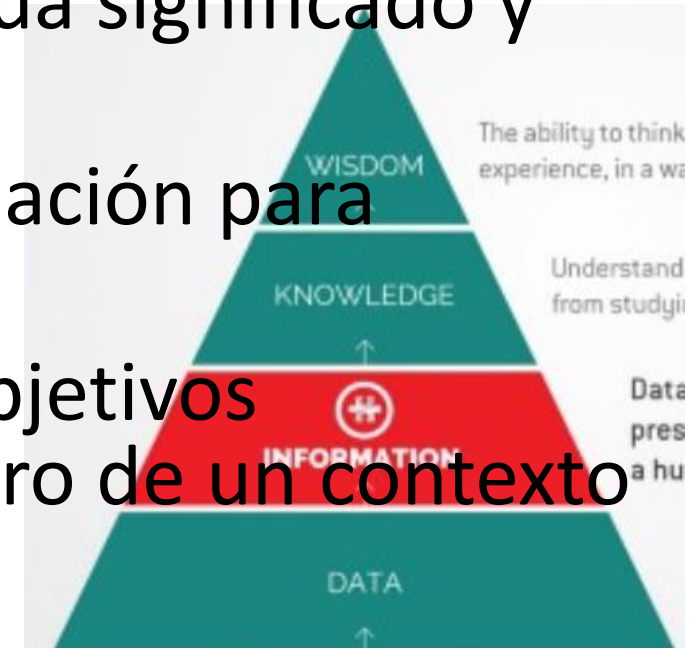 da significado y
The ability to think
experience, in a wa
WISDOM
ación para
Understand
from studyin
KNOWLEDGE
bjetivos
Data
pres
a hu
INFORMATION
ro de un contexto
DATA